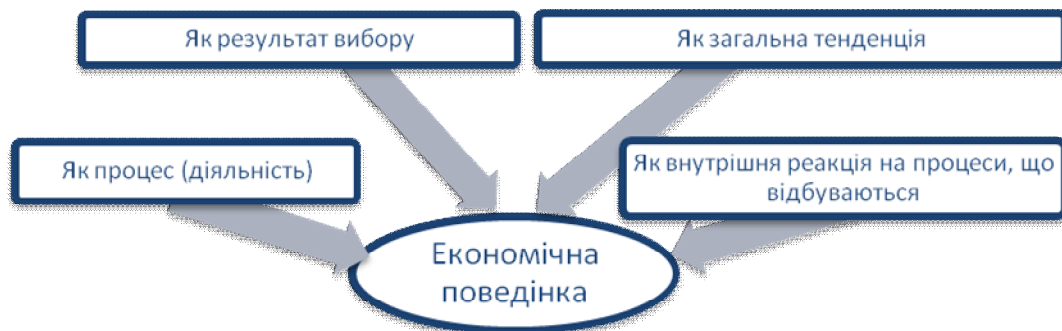 Як результат вибору
Як загальна тенденція
Як процес (діяльність)
Як внутрішня реакція на процеси, що
відбуваються
Економічна
поведінка